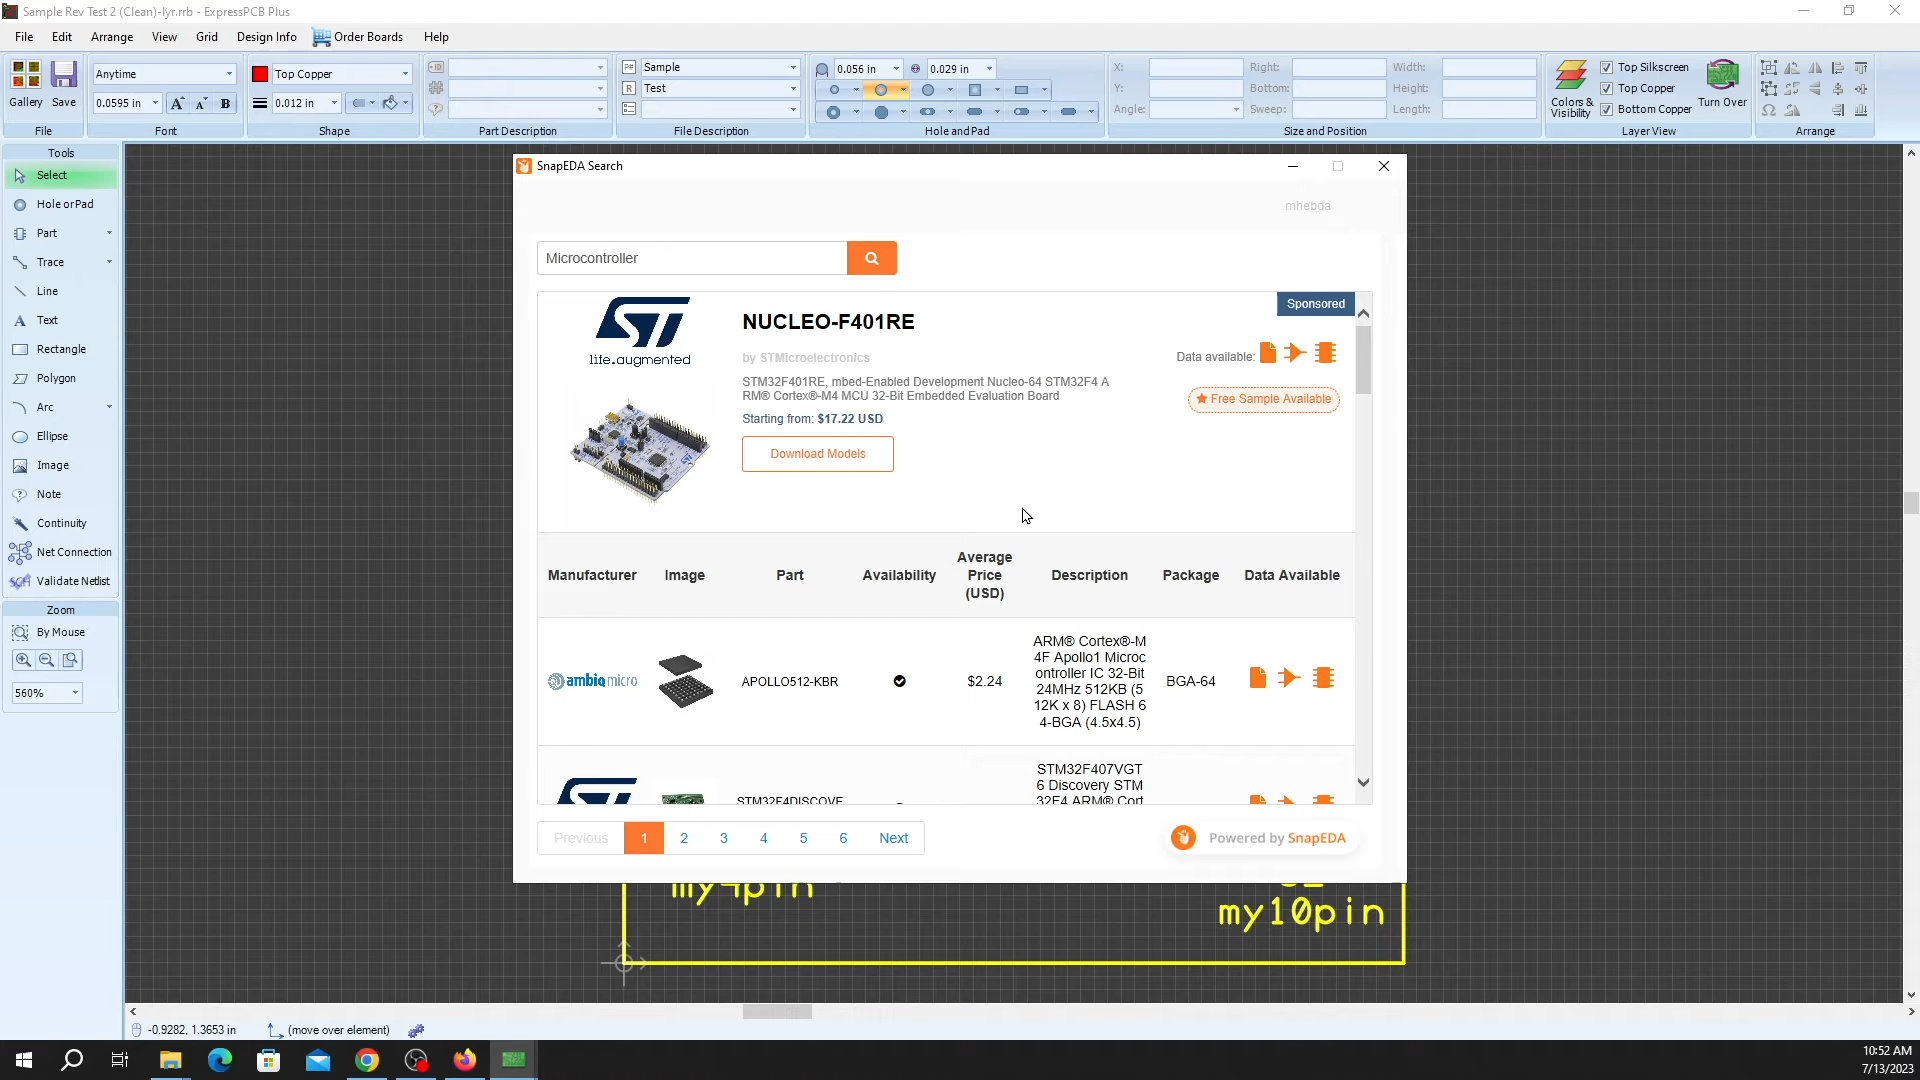 Sample Rev Test 2 (Clean)-lyr.rrb - ExpressPCB Plus
File Edit Arrange View Grid Design Info Order Boards Help
Gallery Save
File
Anytime
0.0595 in A A B
Font
Top Copper
0.012 in
Shape
Part Description
Sample
Test
File Description
0.056 in 0.029 in
Hole and Pad
X: Right: Width:
Y: Bottom: Height:
Angle: Sweep: Length:
Size and Position
Colors &
Visibility
Top Silkscreen
Top Copper
Bottom Copper
Turn Over
Layer View
Arrange
Tools
Select
Hole or Pad
Part
Trace
Line
Text
Rectangle
Polygon
Arc
Ellipse
Image
Note
Continuity
Net Connection
Validate Netlist
Zoom
By Mouse
560%
SnapEDA Search
mhebda
Microcontroller
Sponsored
ST
life.augmented
NUCLEO-F401RE
by STMicroelectronics
Data available:
STM32F401RE, mbed-Enabled Development Nucleo-64 STM32F4 A
RM® Cortex®-M4 MCU 32-Bit Embedded Evaluation Board
Free Sample Available
Starting from: $17.22 USD
Download Models
Manufacturer Image Part Availability Average
Price
(USD) Description Package Data Available
ambiq micro APOLLO512-KBR $2.24
ARM® Cortex®-M
4F Apollo1 Microc
ontroller IC 32-Bit
24MHz 512KB (5
12K x 8) FLASH 6
4-BGA (4.5x4.5)
BGA-64
STM32F4DISCOVE
STM32F407VGT
6 Discovery STM
32F4 ARM® Cort
Previous 1 2 3 4 5 6 Next
Powered by SnapEDA
my4pin
my10pin
-0.9282, 1.3653 in (move over element)
10:52 AM
7/13/2023